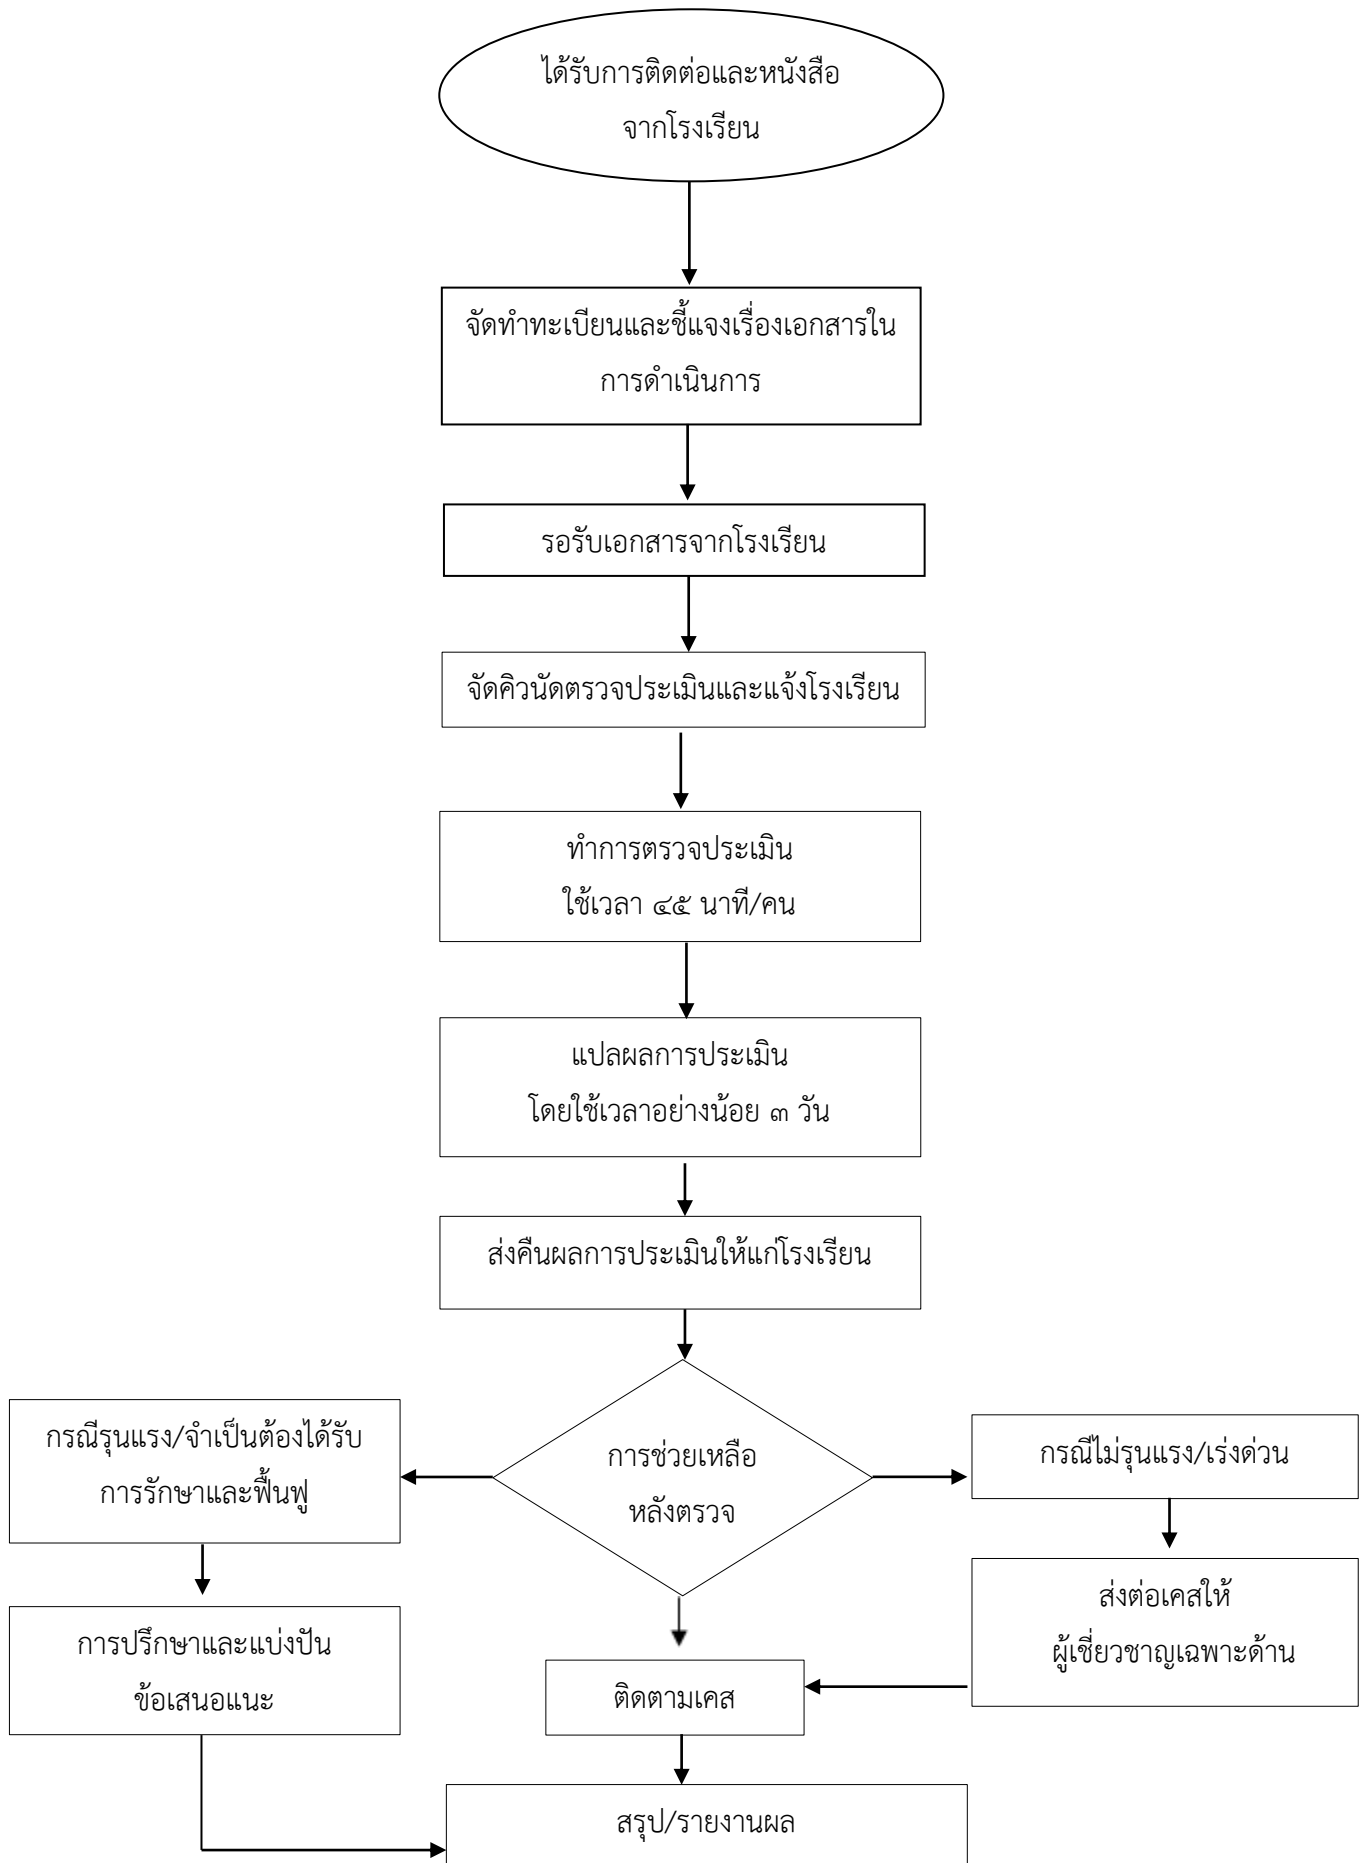 ได้รับการติดต่อและหนังสือ
จากโรงเรียน
จัดทำทะเบียนและชี้แจงเรื่องเอกสารใน
การดำเนินการ
รอรับเอกสารจากโรงเรียน
จัดคิวนัดตรวจประเมินและแจ้งโรงเรียน
ทำการตรวจประเมิน
ใช้เวลา ๔๕ นาที/คน
แปลผลการประเมิน
โดยใช้เวลาอย่างน้อย ๓ วัน
ส่งคืนผลการประเมินให้แก่โรงเรียน
การช่วยเหลือ
หลังตรวจ
กรณีรุนแรง/จำเป็นต้องได้รับ
การรักษาและฟื้นฟู
การปรึกษาและแบ่งปัน
ข้อเสนอแนะ
กรณีไม่รุนแรง/เร่งด่วน
ส่งต่อเคสให้
ผู้เชี่ยวชาญเฉพาะด้าน
ติดตามเคส
สรุป/รายงานผล